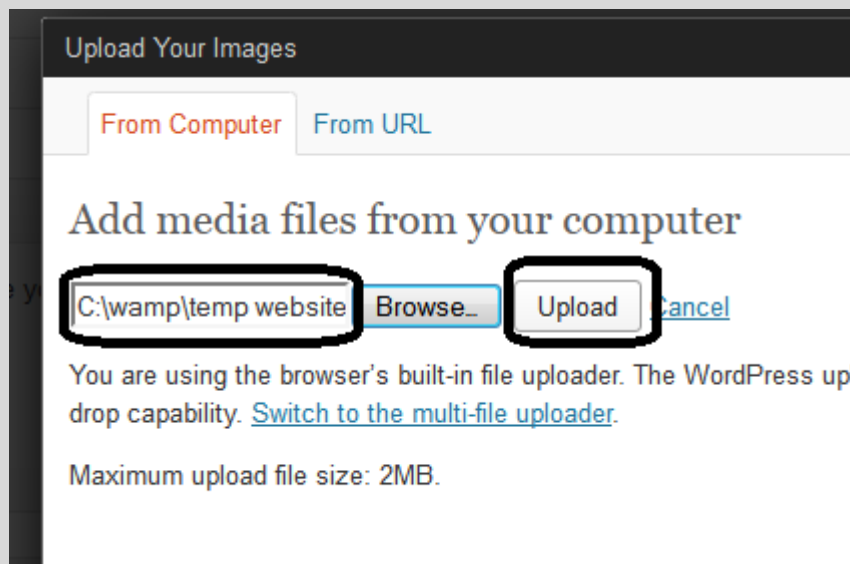 Upload Your Images
From Computer From URL
Add media files from your computer
C:\wamp\temp website Browse... Upload Cancel
You are using the browser's built-in file uploader. The WordPress up
drop capability. Switch to the multi-file uploader.
Maximum upload file size: 2MB.